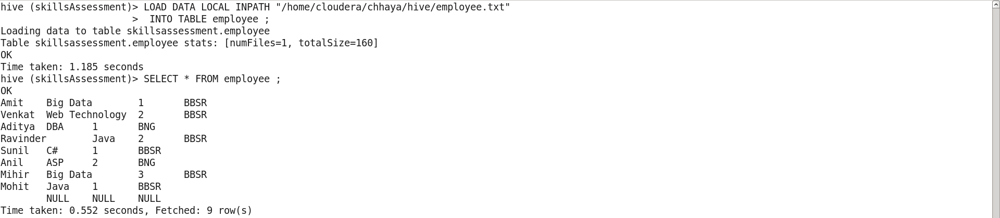 hive (skillsAssessment)> LOAD DATA LOCAL INPATH "/home/cloudera/chhaya/hive/employee.txt"
                       >  INTO TABLE employee ;
Loading data to table skillsassessment.employee
Table skillsassessment.employee stats: [numFiles=1, totalSize=160]
OK
Time taken: 1.185 seconds
hive (skillsAssessment)> SELECT * FROM employee ;
OK
Amit    Big Data        1       BBSR
Venkat  Web Technology  2       BBSR
Aditya  DBA     1       BNG
Ravinder        Java    2       BBSR
Sunil   C#      1       BBSR
Anil    ASP     2       BNG
Mihir   Big Data        3       BBSR
Mohit   Java    1       BBSR
        NULL    NULL    NULL
Time taken: 0.552 seconds, Fetched: 9 row(s)